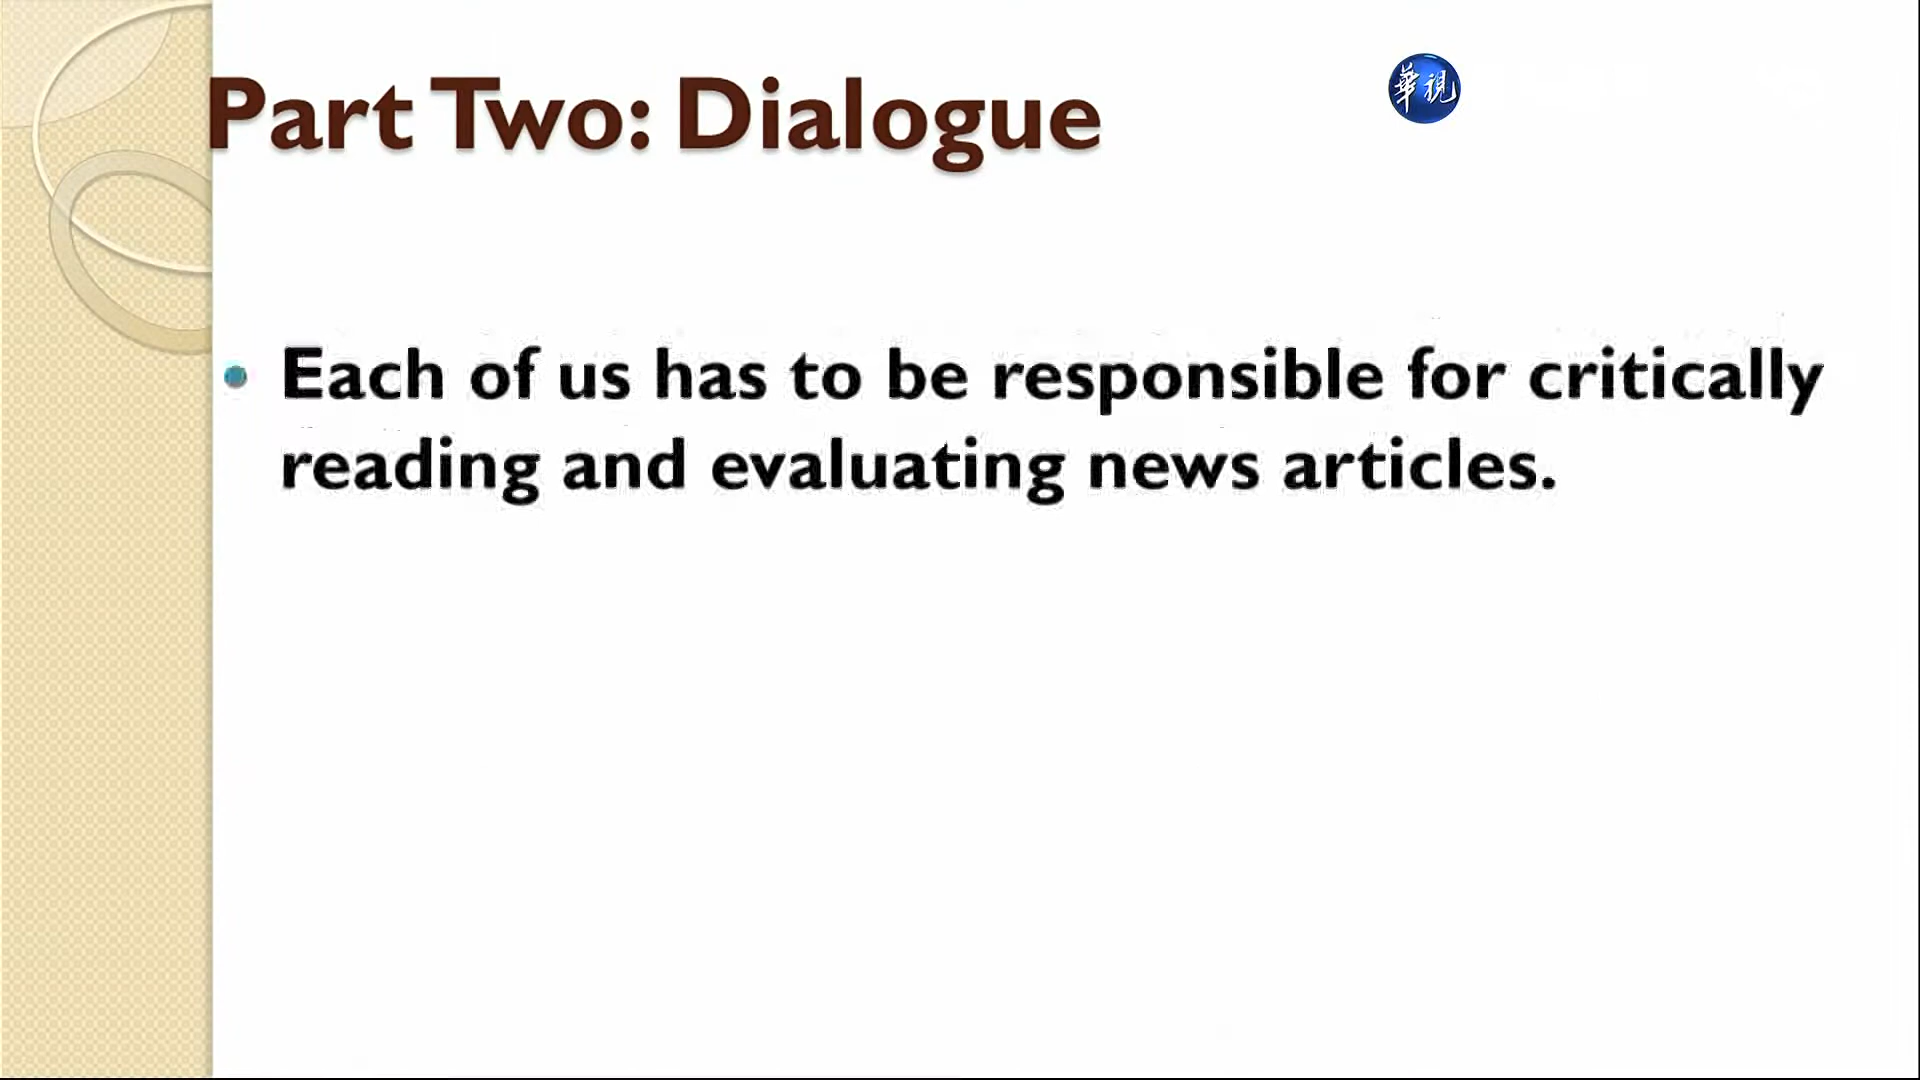 Part Two: Dialogue
華視
• Each of us has to be responsible for critically
reading and evaluating news articles.